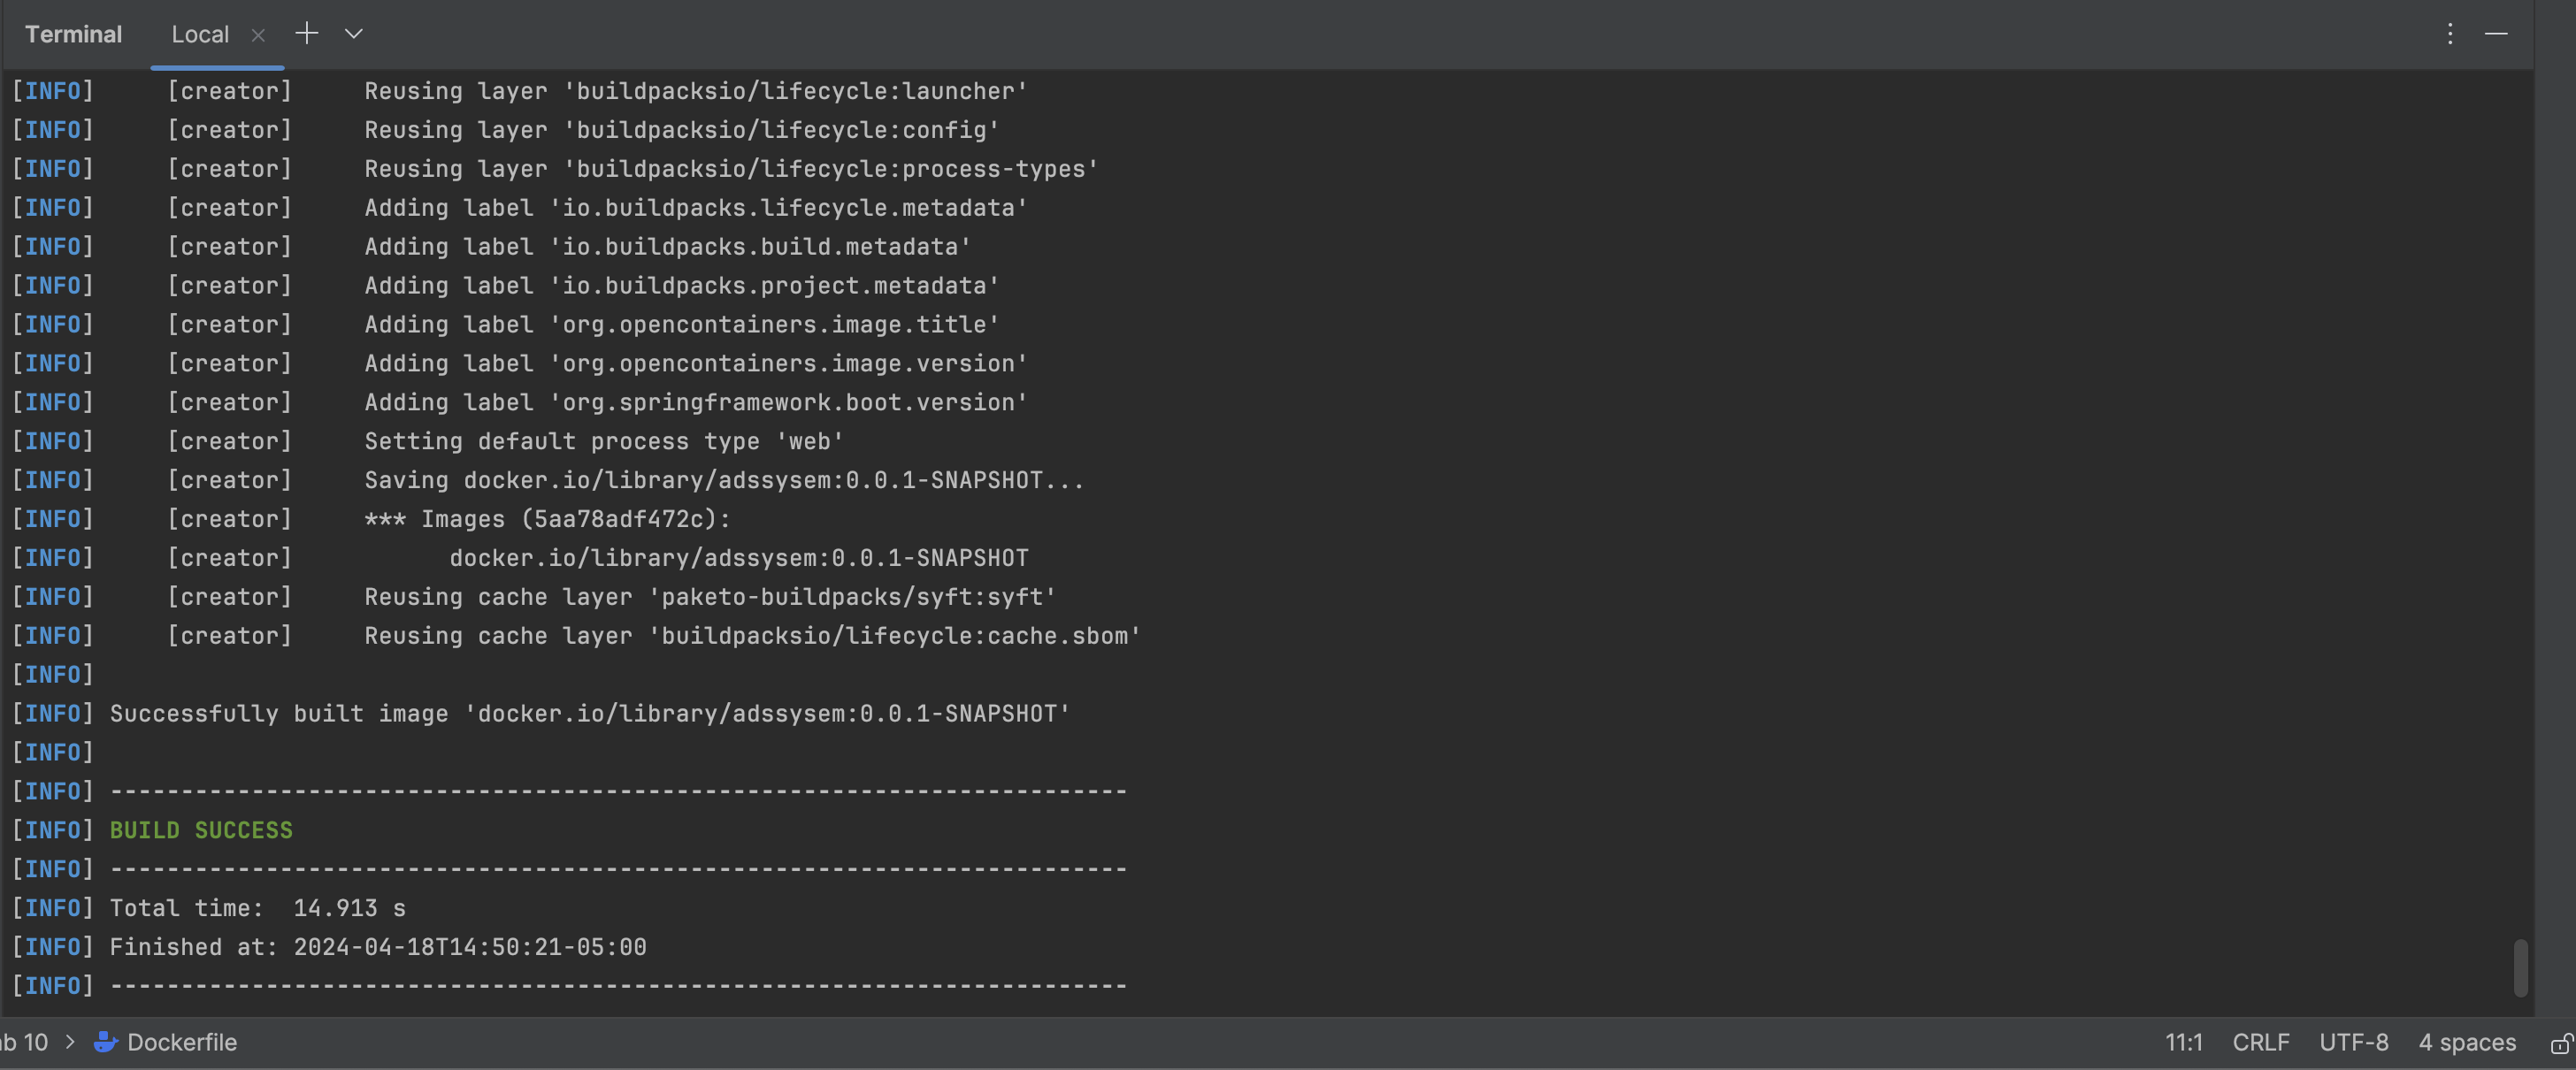 Terminal Local
[INFO] [creator] Reusing layer 'buildpacksio/lifecycle:launcher'
[INFO] [creator] Reusing layer 'buildpacksio/lifecycle:config'
[INFO] [creator] Reusing layer 'buildpacksio/lifecycle:process-types'
[INFO] [creator] Adding label 'io.buildpacks.lifecycle.metadata'
[INFO] [creator] Adding label 'io.buildpacks.build.metadata'
[INFO] [creator] Adding label 'io.buildpacks.project.metadata'
[INFO] [creator] Adding label 'org.opencontainers.image.title'
[INFO] [creator] Adding label 'org.opencontainers.image.version'
[INFO] [creator] Adding label 'org.springframework.boot.version'
[INFO] [creator] Setting default process type 'web'
[INFO] [creator] Saving docker.io/library/adssysem:0.0.1-SNAPSHOT...
[INFO] [creator] *** Images (5aa78adf472c):
[INFO] [creator] docker.io/library/adssysem:0.0.1-SNAPSHOT
[INFO] [creator] Reusing cache layer 'paketo-buildpacks/syft:syft'
[INFO] [creator] Reusing cache layer 'buildpacksio/lifecycle:cache.sbom'
[INFO]
[INFO] Successfully built image 'docker.io/library/adssysem:0.0.1-SNAPSHOT'
[INFO]
[INFO] ------------------------------------------------------------------------
[INFO] BUILD SUCCESS
[INFO] ------------------------------------------------------------------------
[INFO] Total time:  14.913 s
[INFO] Finished at: 2024-04-18T14:50:21-05:00
[INFO] ------------------------------------------------------------------------
ab 10 > Dockerfile 11:1 CRLF UTF-8 4 spaces